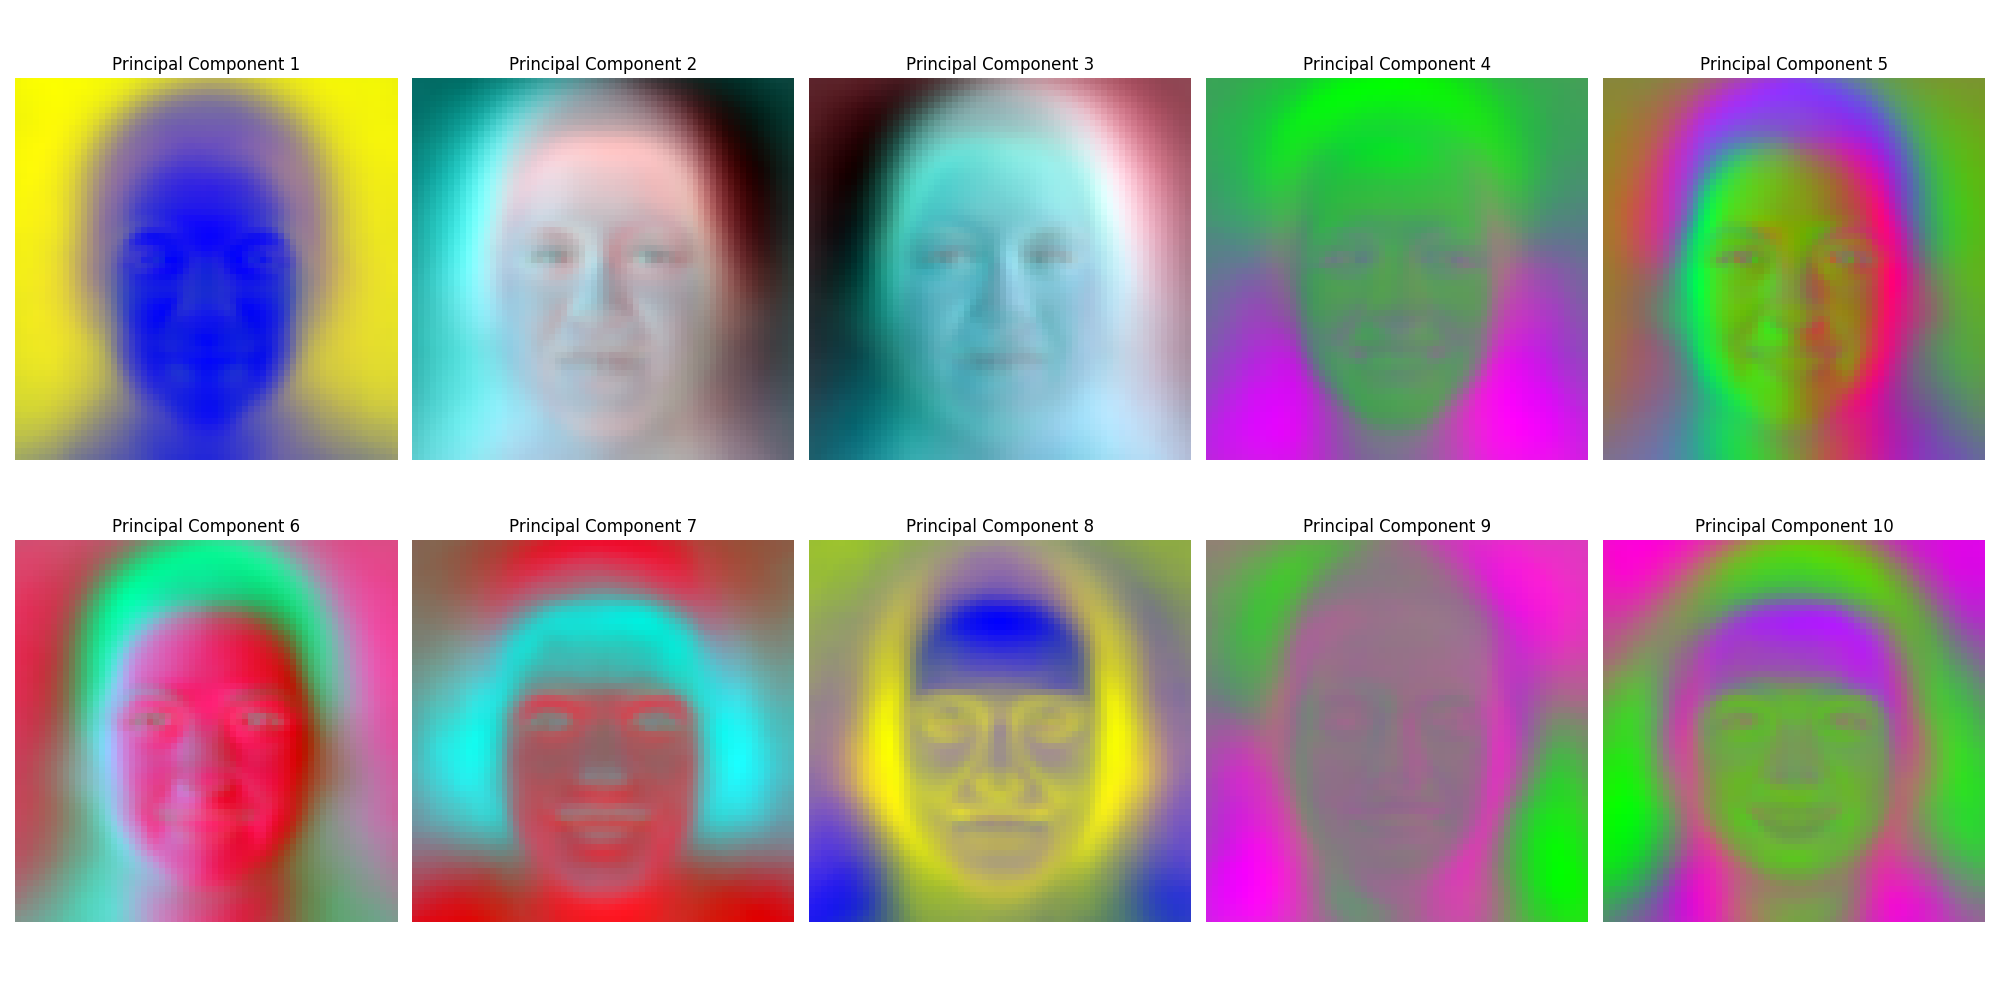 Principal Component 1
Principal Component 2
Principal Component 3
Principal Component 4
Principal Component 5
Principal Component 6
Principal Component 7
Principal Component 8
Principal Component 9
Principal Component 10